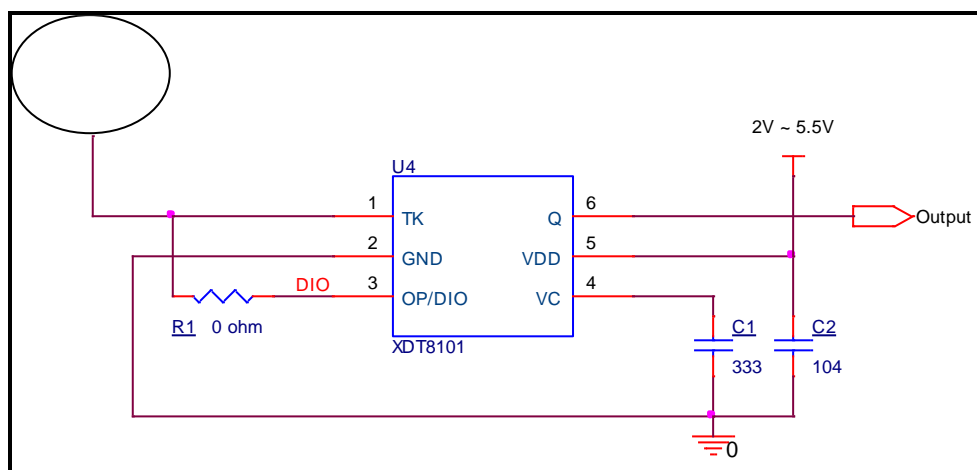 2V ~ 5.5V
U4
1 TK
2 GND
3 OP/DIO
DIO
R1 0 ohm
6 Q
5 VDD
4 VC
XDT8101
Output
C1
333
C2
104
0